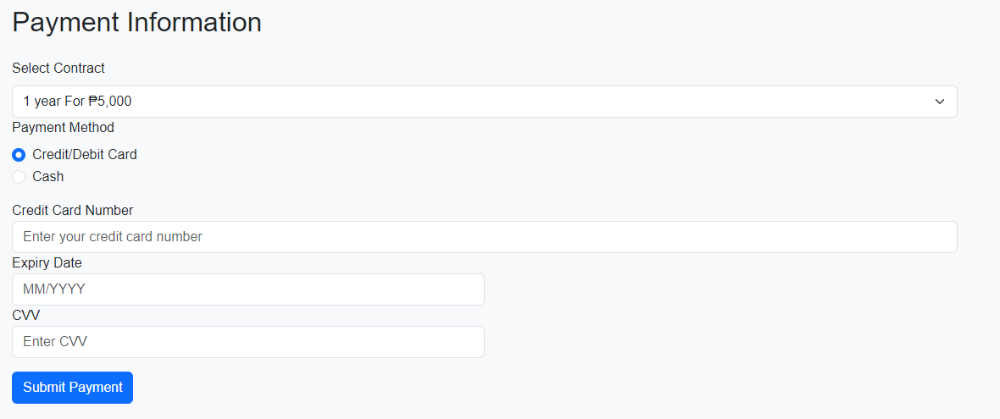 Payment Information
Select Contract
1 year For ₱5,000
Payment Method
Credit/Debit Card
Cash
Credit Card Number
Enter your credit card number
Expiry Date
MM/YYYY
CVV
Enter CVV
Submit Payment